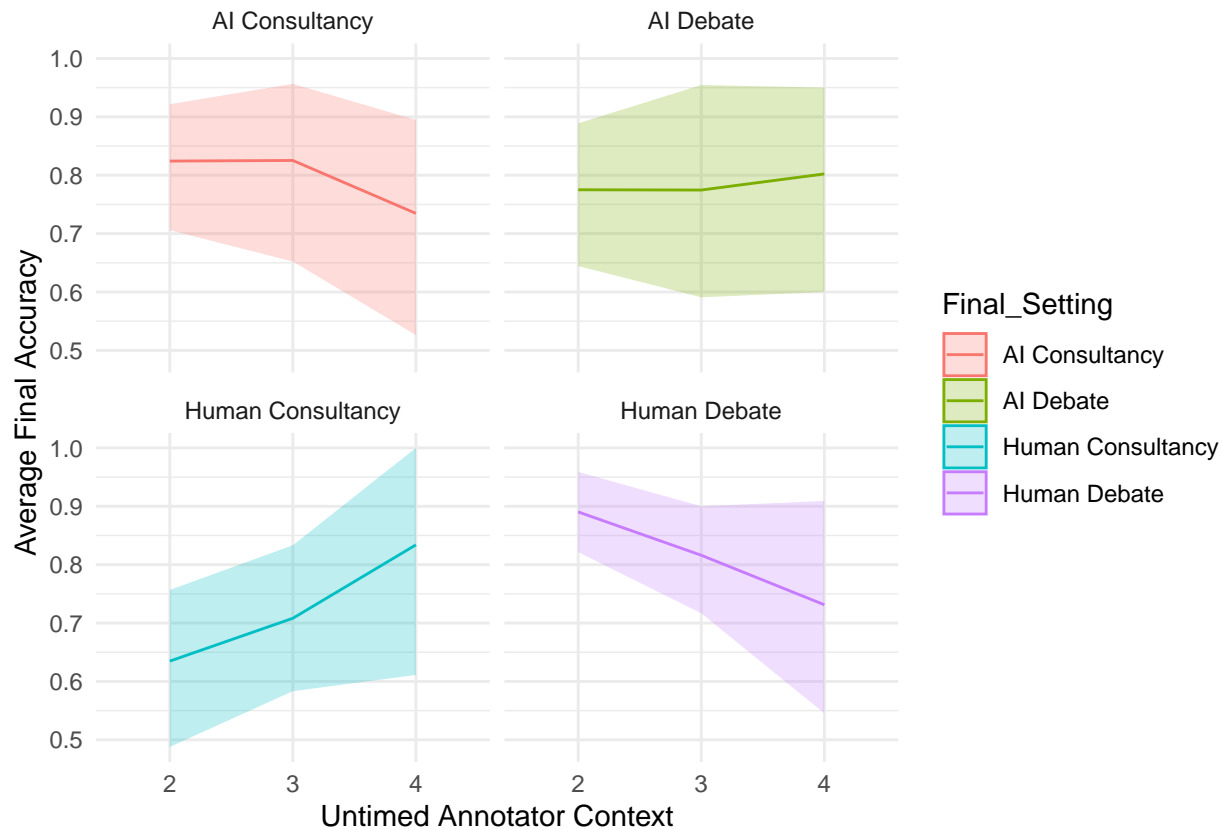 AI Consultancy
AI Debate
1.0
0.9
0.8
0.7
0.6
0.5
Human Consultancy
Human Debate
1.0
0.9
0.8
0.7
0.6
0.5
2 3 4
2 3 4
Untimed Annotator Context
Average Final Accuracy
Final_Setting
AI Consultancy
AI Debate
Human Consultancy
Human Debate